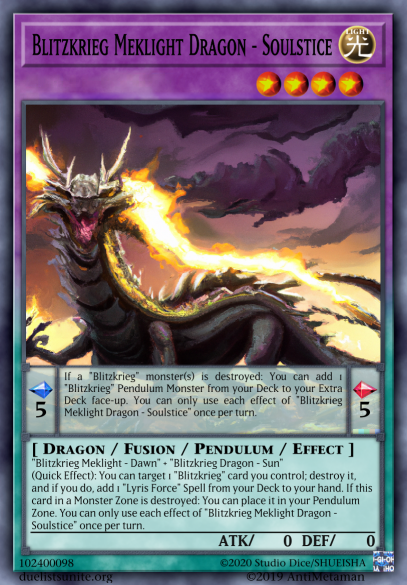 Blitzkrieg Meklight Dragon - Soulstice
LIGHT
光
If a "Blitzkrieg" monster(s) is destroyed: You can add 1
"Blitzkrieg" Pendulum Monster from your Deck to your Extra
Deck face-up. You can only use each effect of "Blitzkrieg
Meklight Dragon - Soulstice" once per turn.
5
5
[ Dragon / Fusion / Pendulum / Effect ]
"Blitzkrieg Meklight - Dawn" + "Blitzkrieg Dragon - Sun"
(Quick Effect): You can target 1 "Blitzkrieg" card you control; destroy it,
and if you do, add 1 "Lyris Force" Spell from your Deck to your hand. If this
card in a Monster Zone is destroyed: You can place it in your Pendulum
Zone. You can only use each effect of "Blitzkrieg Meklight Dragon -
Soulstice" once per turn.
ATK/ 0 DEF/ 0
102400098
©2020 Studio Dice/SHUEISHA
duelistsunite.org
©2019 AntiMetaman